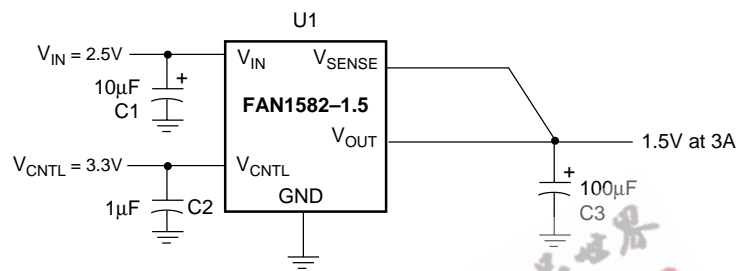 U1
V_IN = 2.5V
10µF
+
C1
V_IN
V_SENSE
FAN1582–1.5
V_OUT
1.5V at 3A
V_CNTL = 3.3V
V_CNTL
GND
1µF
C2
+
100µF
C3